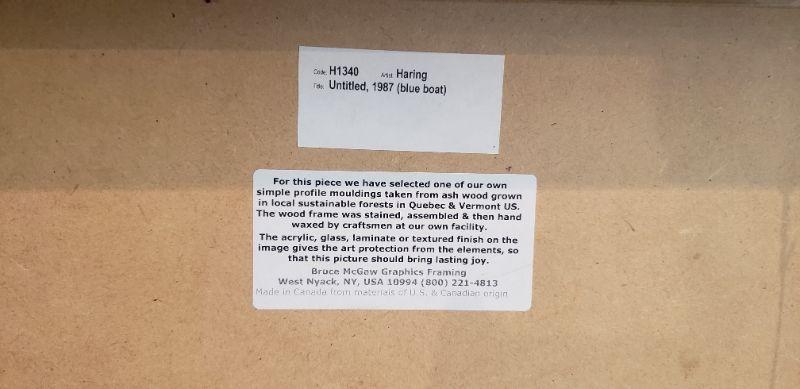 Code: H1340 Artist: Haring
Title: Untitled, 1987 (blue boat)
For this piece we have selected one of our own
simple profile mouldings taken from ash wood grown
in local sustainable forests in Quebec & Vermont US.
The wood frame was stained, assembled & then hand
waxed by craftsmen at our own facility.
The acrylic, glass, laminate or textured finish on the
image gives the art protection from the elements, so
that this picture should bring lasting joy.
Bruce McGaw Graphics Framing
West Nyack, NY, USA 10994 (800) 221-4813
Made in Canada from materials of U.S. & Canadian origin